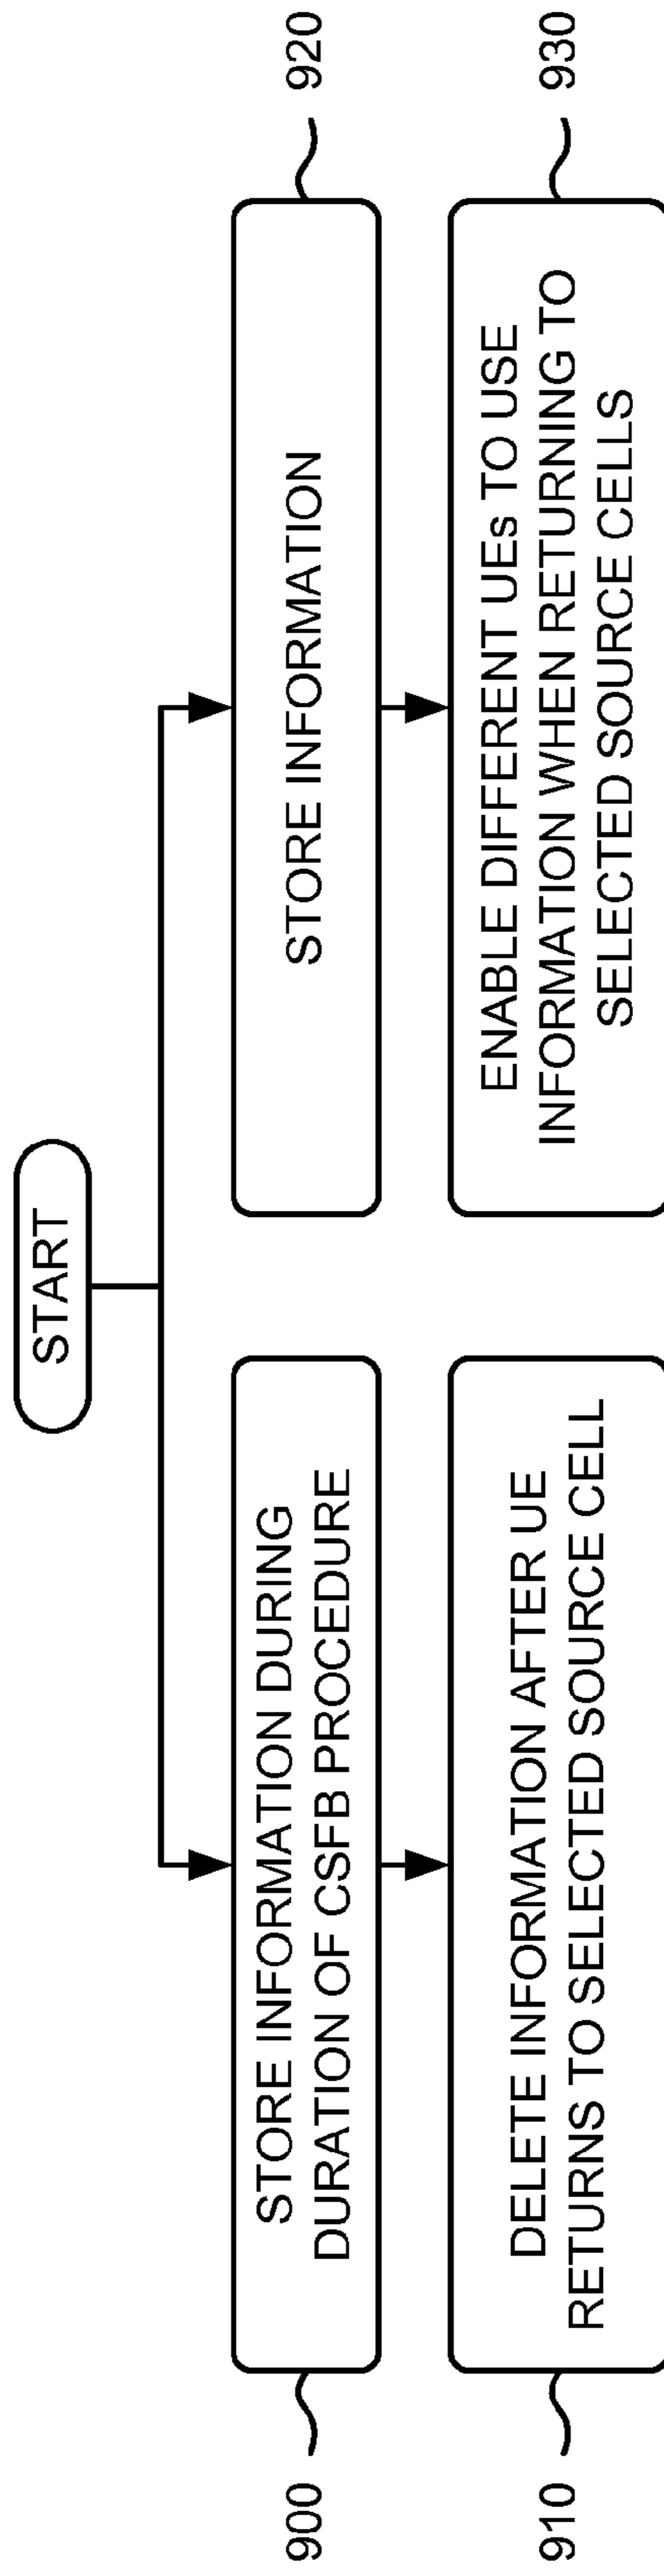 START
900
STORE INFORMATION DURING
DURATION OF CSFB PROCEDURE
STORE INFORMATION
920
910
DELETE INFORMATION AFTER UE
RETURNS TO SELECTED SOURCE CELL
ENABLE DIFFERENT UEs TO USE
INFORMATION WHEN RETURNING TO
SELECTED SOURCE CELLS
930